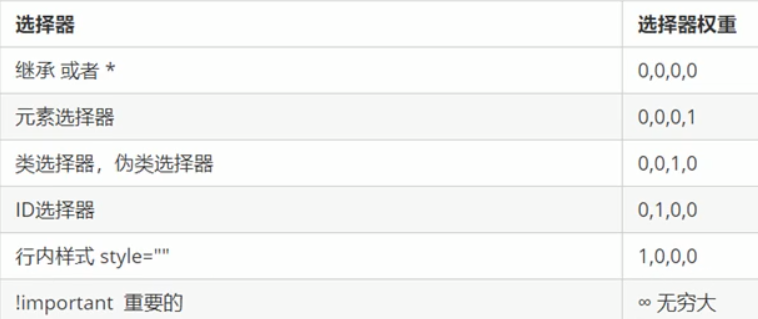 选择器 选择器权重
继承 或者 * 0,0,0,0
元素选择器 0,0,0,1
类选择器，伪类选择器 0,0,1,0
ID选择器 0,1,0,0
行内样式 style="" 1,0,0,0
!important 重要的 ∞ 无穷大